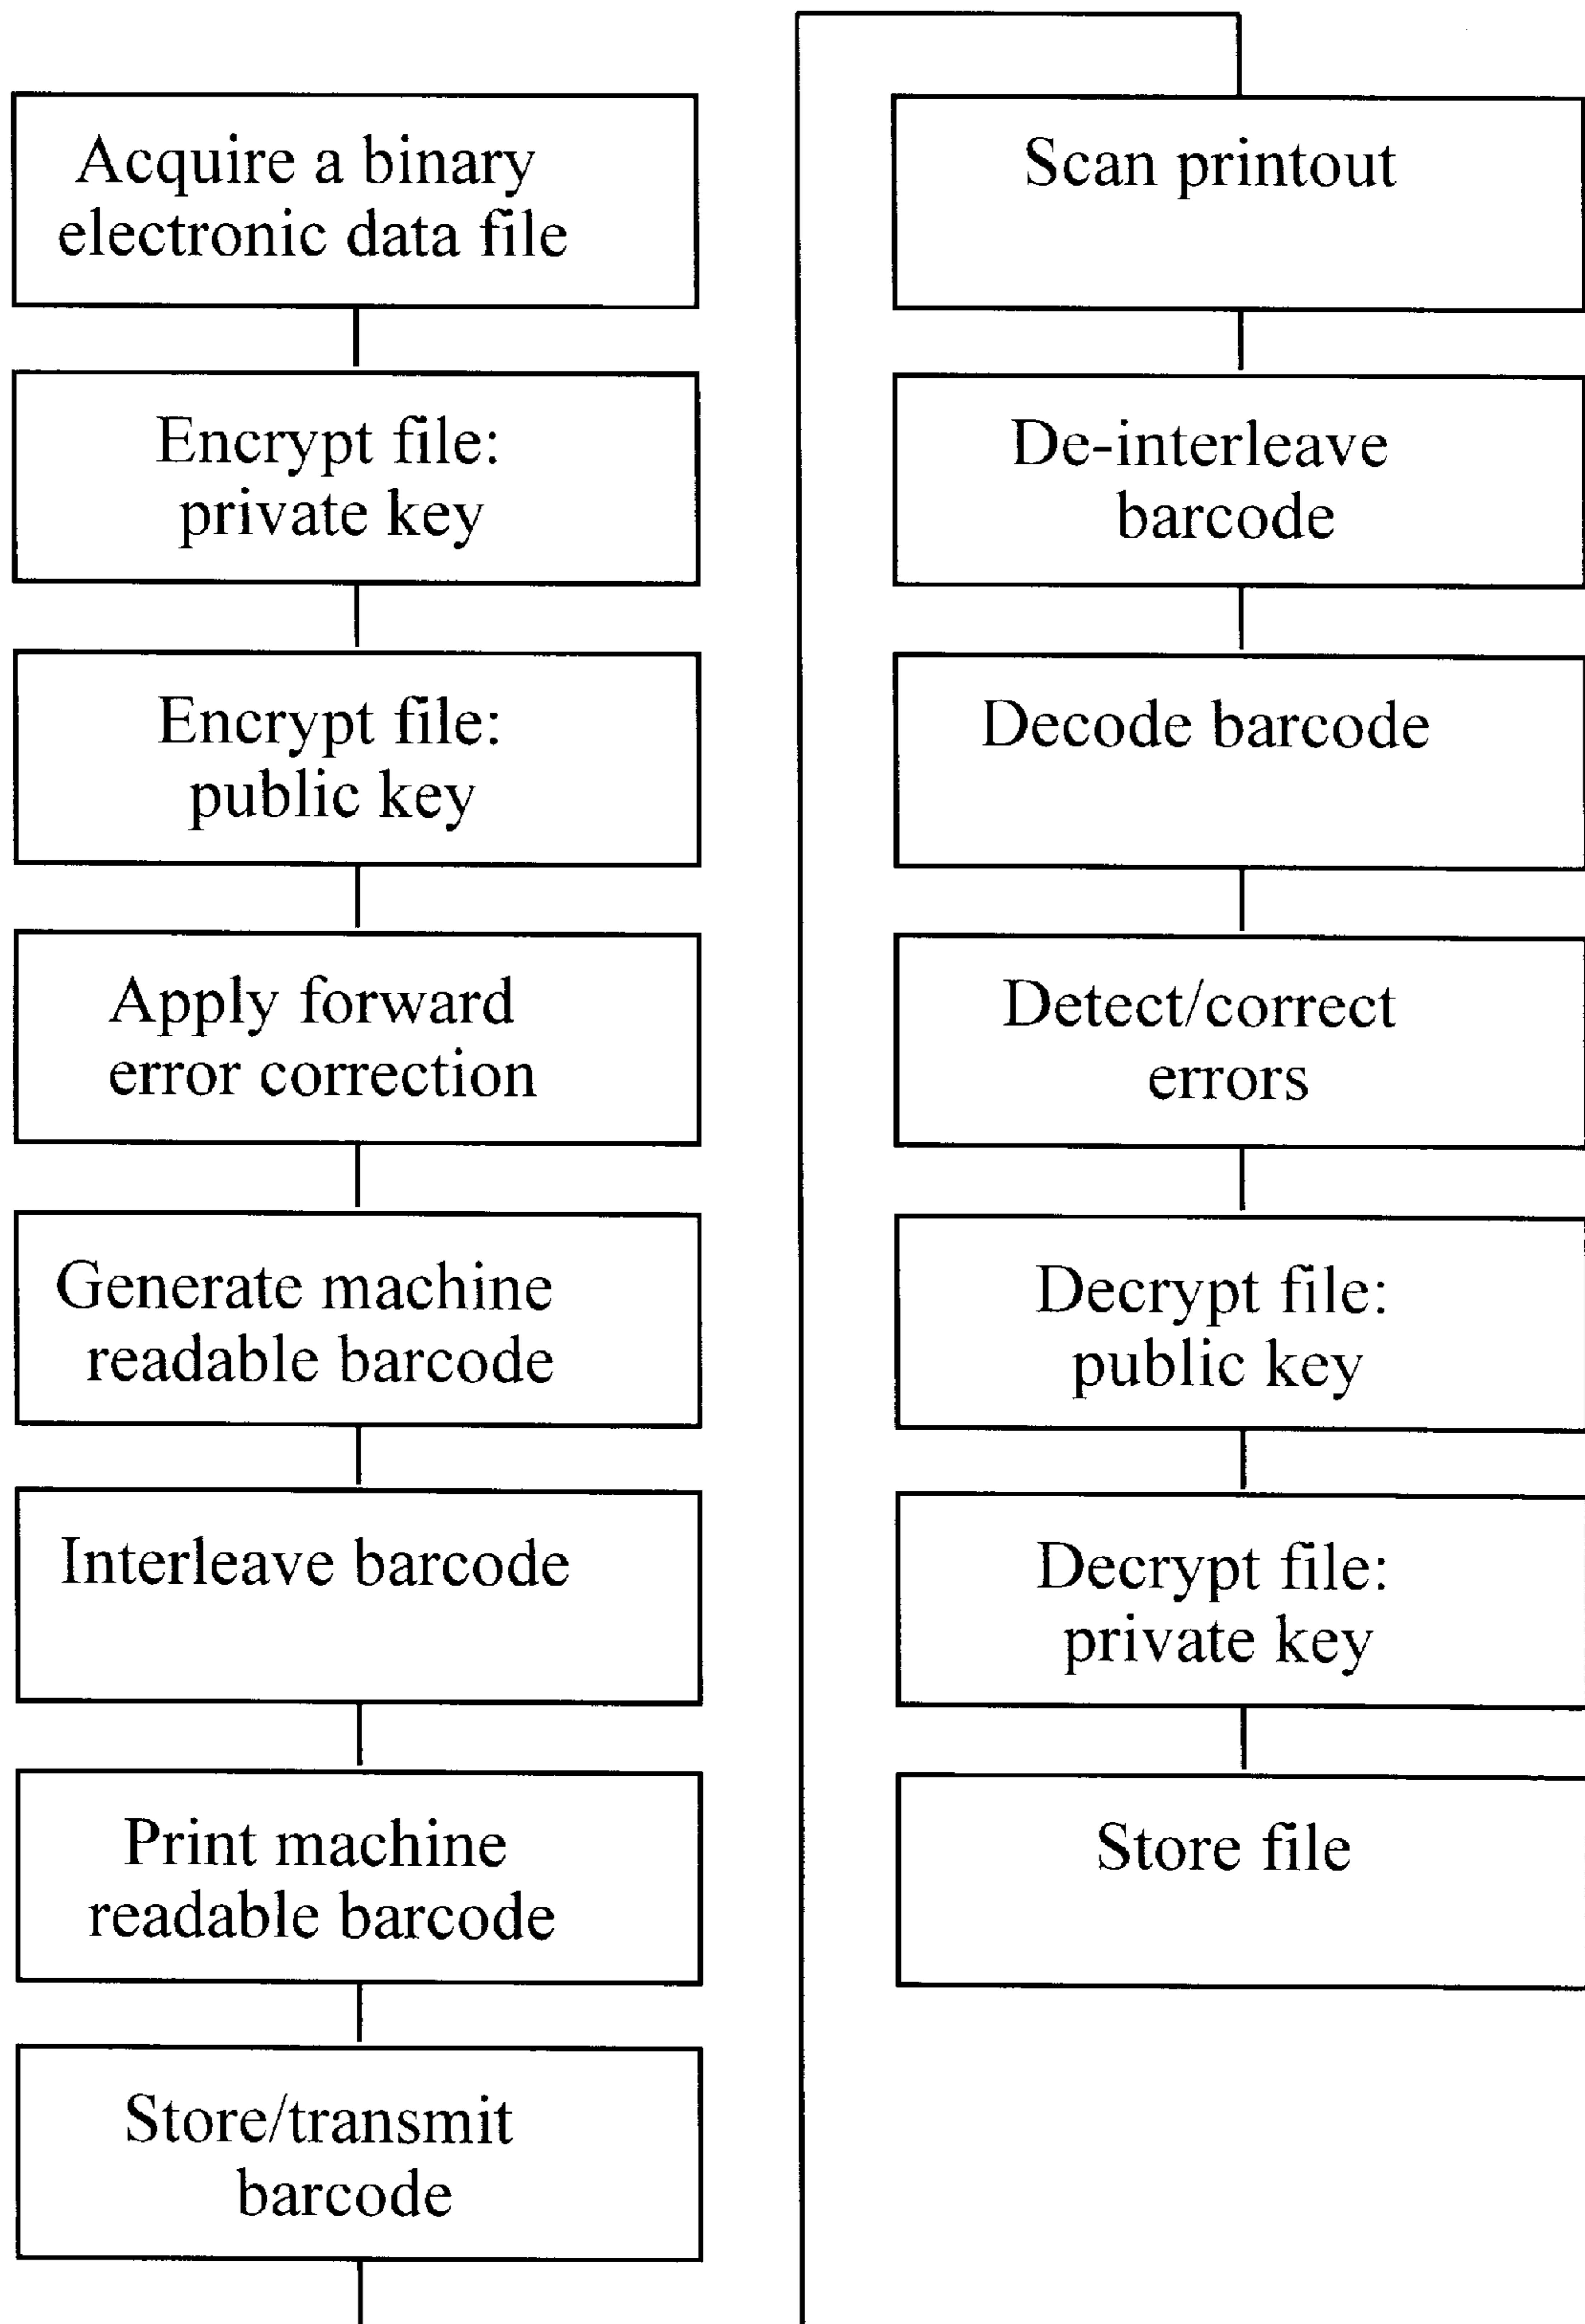 Acquire a binary
electronic data file
Encrypt file:
private key
Encrypt file:
public key
Apply forward
error correction
Generate machine
readable barcode
Interleave barcode
Print machine
readable barcode
Store/transmit
barcode
Scan printout
De-interleave
barcode
Decode barcode
Detect/correct
errors
Decrypt file:
public key
Decrypt file:
private key
Store file